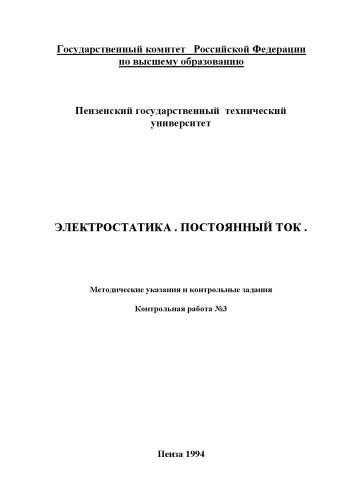 Государственный комитет Российской Федерации
по высшему образованию
Пензенский государственный технический
университет
ЭЛЕКТРОСТАТИКА . ПОСТОЯННЫЙ ТОК .
Методические указания и контрольные задания
Контрольная работа №3
Пенза 1994